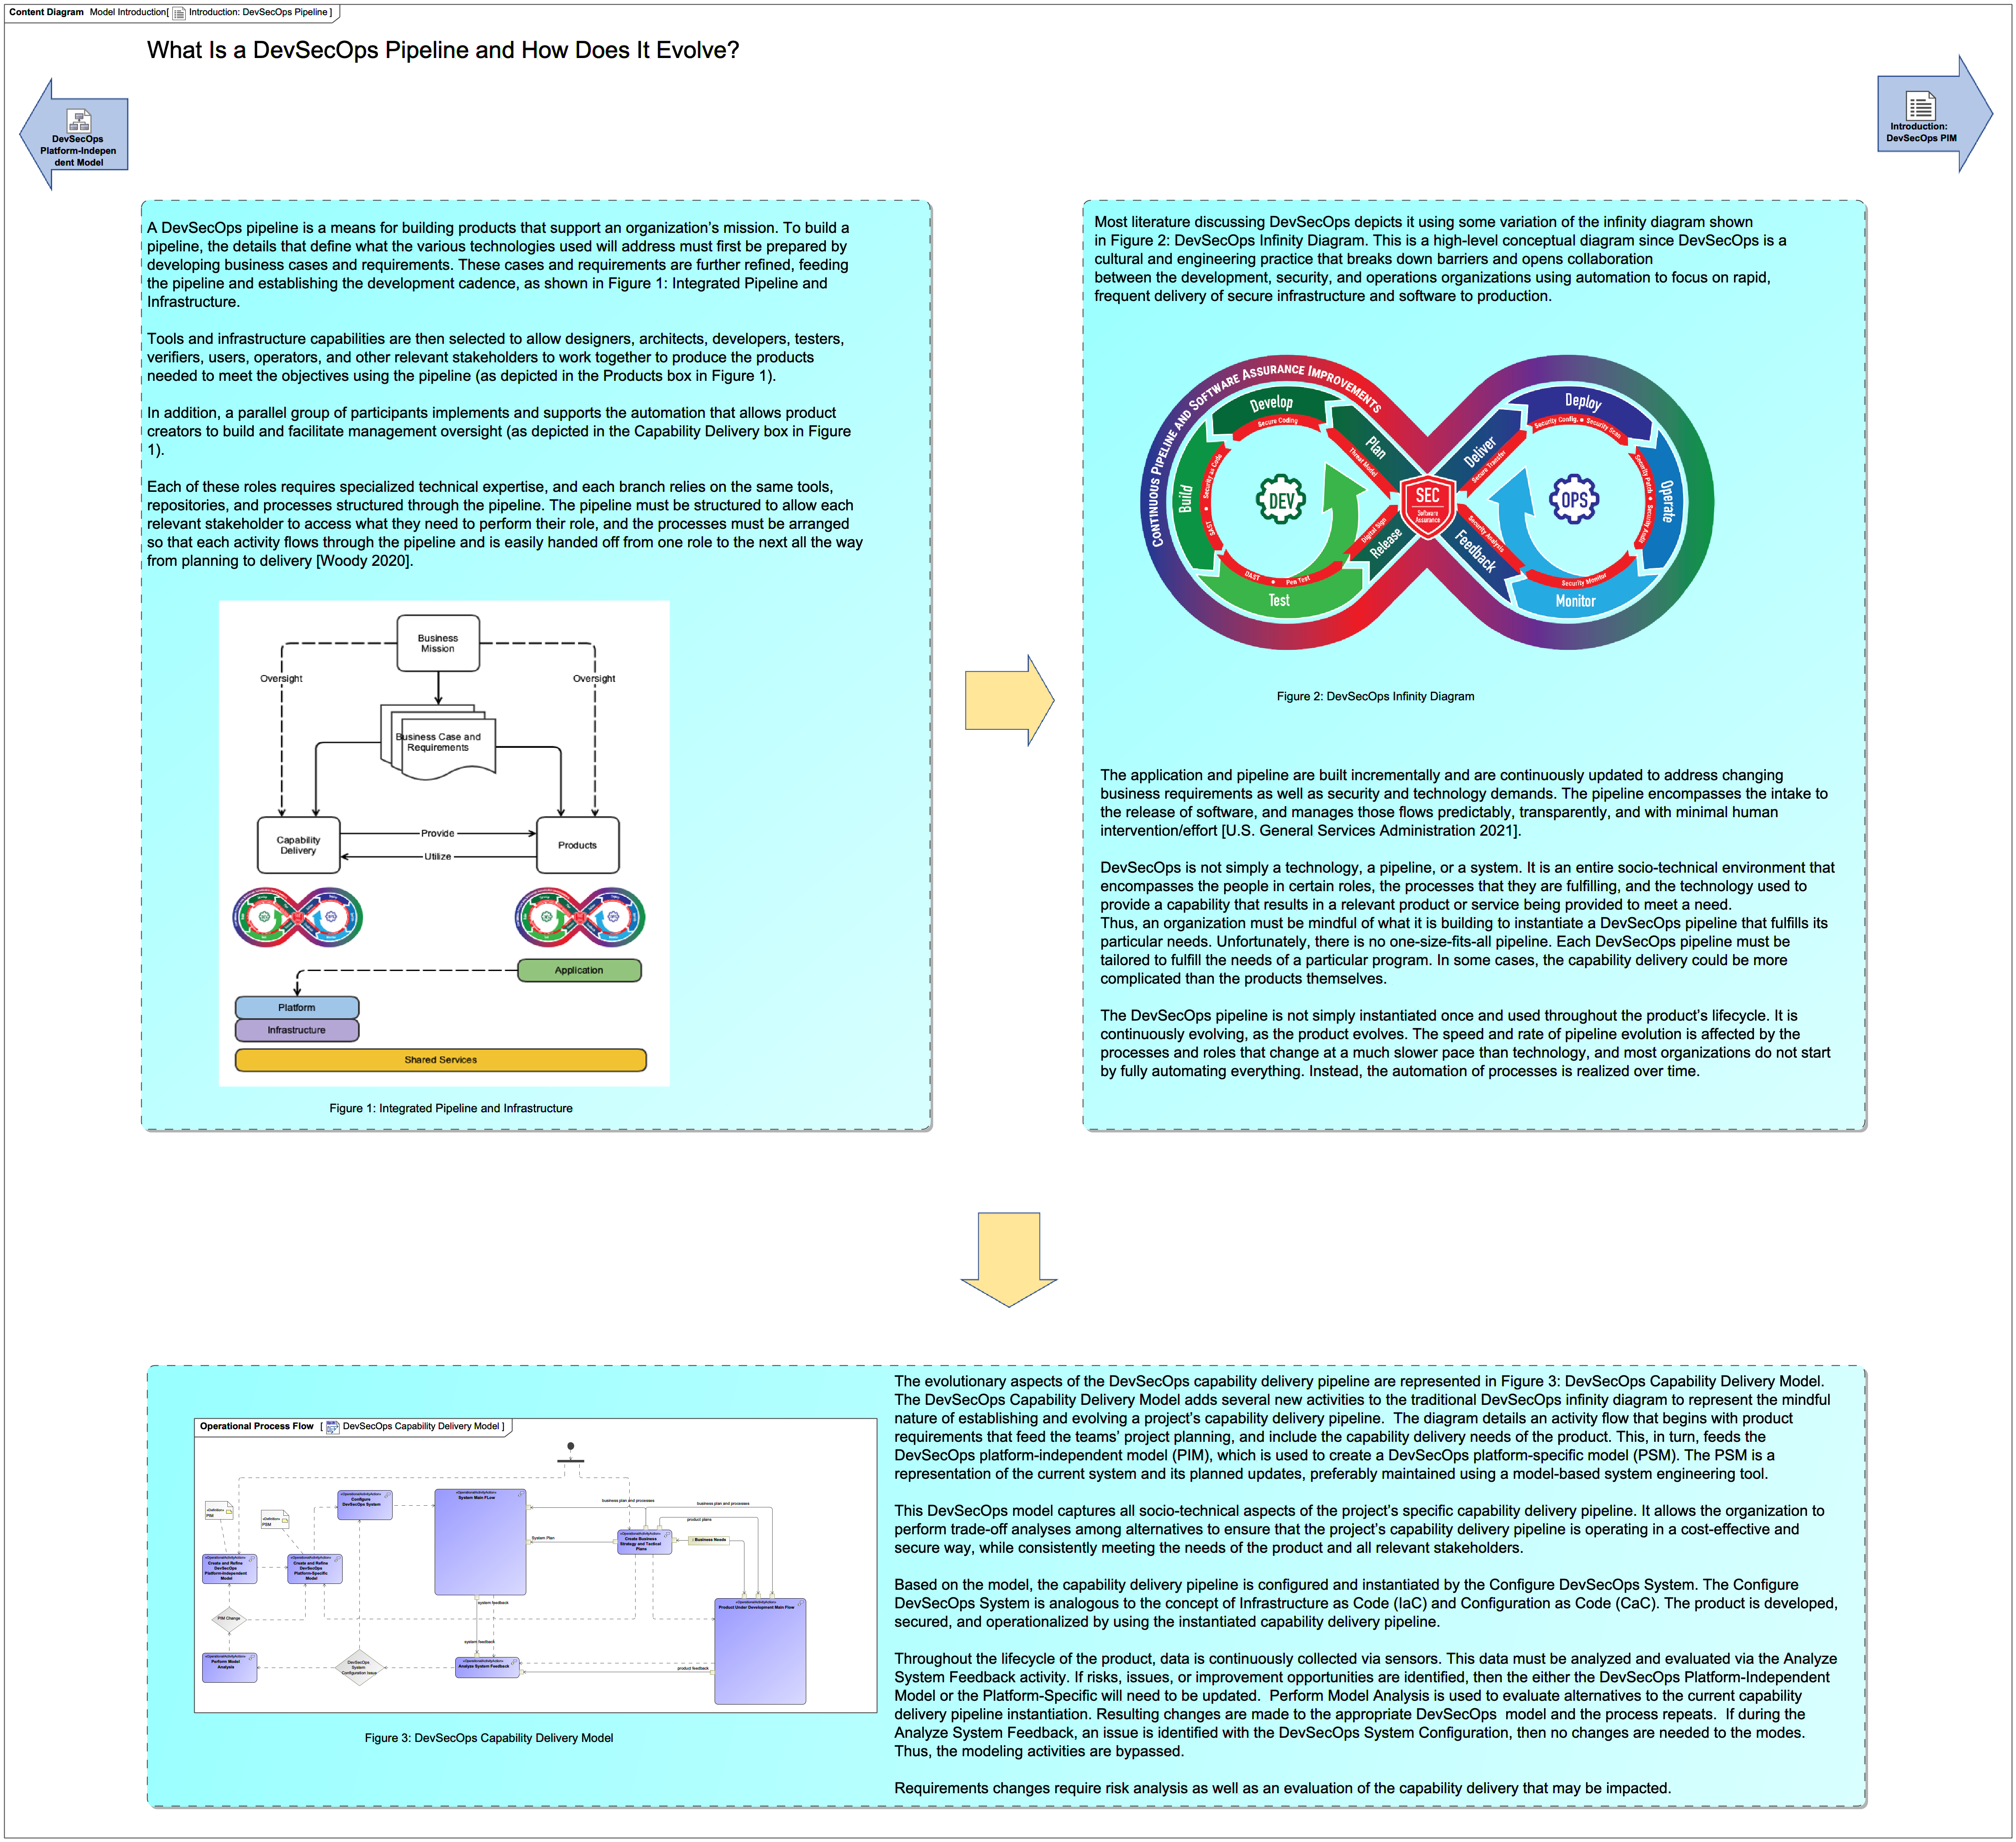 Content Diagram Model Introduction[ Introduction: DevSecOps Pipeline ]
What Is a DevSecOps Pipeline and How Does It Evolve?
DevSecOps
Platform-Indepen
dent Model
Introduction:
DevSecOps PIM
A DevSecOps pipeline is a means for building products that support an organization's mission. To build a
pipeline, the details that define what the various technologies used will address must first be prepared by
developing business cases and requirements. These cases and requirements are further refined, feeding
the pipeline and establishing the development cadence, as shown in Figure 1: Integrated Pipeline and
Infrastructure.
Tools and infrastructure capabilities are then selected to allow designers, architects, developers, testers,
verifiers, users, operators, and other relevant stakeholders to work together to produce the products
needed to meet the objectives using the pipeline (as depicted in the Products box in Figure 1).
In addition, a parallel group of participants implements and supports the automation that allows product
creators to build and facilitate management oversight (as depicted in the Capability Delivery box in Figure
1).
Each of these roles requires specialized technical expertise, and each branch relies on the same tools,
repositories, and processes structured through the pipeline. The pipeline must be structured to allow each
relevant stakeholder to access what they need to perform their role, and the processes must be arranged
so that each activity flows through the pipeline and is easily handed off from one role to the next all the way
from planning to delivery [Woody 2020].
Business
Mission
Oversight
Oversight
Business Case and
Requirements
Capability
Delivery
Provide
Utilize
Products
Application
Platform
Infrastructure
Shared Services
Figure 1: Integrated Pipeline and Infrastructure
Most literature discussing DevSecOps depicts it using some variation of the infinity diagram shown
in Figure 2: DevSecOps Infinity Diagram. This is a high-level conceptual diagram since DevSecOps is a
cultural and engineering practice that breaks down barriers and opens collaboration
between the development, security, and operations organizations using automation to focus on rapid,
frequent delivery of secure infrastructure and software to production.
CONTINUOUS PIPELINE AND SOFTWARE ASSURANCE IMPROVEMENTS
Develop
Secure Coding
Plan
Threat Model
Build
Security as Code • SAST
DEV
Test
DAST • Pen Test
Release
Digital Sign
SEC
Software
Assurance
Deliver
Secure Transfer
Deploy
Security Config. • Security Scan
Operate
Security Patch • Security Audit
OPS
Monitor
Security Monitor
Feedback
Security Analysis
Figure 2: DevSecOps Infinity Diagram
The application and pipeline are built incrementally and are continuously updated to address changing
business requirements as well as security and technology demands. The pipeline encompasses the intake to
the release of software, and manages those flows predictably, transparently, and with minimal human
intervention/effort [U.S. General Services Administration 2021].
DevSecOps is not simply a technology, a pipeline, or a system. It is an entire socio-technical environment that
encompasses the people in certain roles, the processes that they are fulfilling, and the technology used to
provide a capability that results in a relevant product or service being provided to meet a need.
Thus, an organization must be mindful of what it is building to instantiate a DevSecOps pipeline that fulfills its
particular needs. Unfortunately, there is no one-size-fits-all pipeline. Each DevSecOps pipeline must be
tailored to fulfill the needs of a particular program. In some cases, the capability delivery could be more
complicated than the products themselves.
The DevSecOps pipeline is not simply instantiated once and used throughout the product's lifecycle. It is
continuously evolving, as the product evolves. The speed and rate of pipeline evolution is affected by the
processes and roles that change at a much slower pace than technology, and most organizations do not start
by fully automating everything. Instead, the automation of processes is realized over time.
Operational Process Flow [ DevSecOps Capability Delivery Model ]
«Definition»
PIM
«Definition»
PSM
«OperationalActivityAction»
Configure
DevSecOps System
«OperationalActivityAction»
System Main FLow
«OperationalActivityAction»
Create and Refine
DevSecOps
Platform-Independent
Model
«OperationalActivityAction»
Create and Refine
DevSecOps
Platform-Specific
Model
System Plan
business plan and processes
business plan and processes
product plans
«OperationalActivityAction»
Create Business
Strategy and Tactical
Plans
Business Needs
PIM Change
system feedback
system feedback
«OperationalActivityAction»
Product Under Development Main Flow
«OperationalActivityAction»
Perform Model
Analysis
DevSecOps
System
Configuration Issue
«OperationalActivityAction»
Analyze System Feedback
product feedback
Figure 3: DevSecOps Capability Delivery Model
The evolutionary aspects of the DevSecOps capability delivery pipeline are represented in Figure 3: DevSecOps Capability Delivery Model.
The DevSecOps Capability Delivery Model adds several new activities to the traditional DevSecOps infinity diagram to represent the mindful
nature of establishing and evolving a project's capability delivery pipeline. The diagram details an activity flow that begins with product
requirements that feed the teams' project planning, and include the capability delivery needs of the product. This, in turn, feeds the
DevSecOps platform-independent model (PIM), which is used to create a DevSecOps platform-specific model (PSM). The PSM is a
representation of the current system and its planned updates, preferably maintained using a model-based system engineering tool.
This DevSecOps model captures all socio-technical aspects of the project's specific capability delivery pipeline. It allows the organization to
perform trade-off analyses among alternatives to ensure that the project's capability delivery pipeline is operating in a cost-effective and
secure way, while consistently meeting the needs of the product and all relevant stakeholders.
Based on the model, the capability delivery pipeline is configured and instantiated by the Configure DevSecOps System. The Configure
DevSecOps System is analogous to the concept of Infrastructure as Code (IaC) and Configuration as Code (CaC). The product is developed,
secured, and operationalized by using the instantiated capability delivery pipeline.
Throughout the lifecycle of the product, data is continuously collected via sensors. This data must be analyzed and evaluated via the Analyze
System Feedback activity. If risks, issues, or improvement opportunities are identified, then the either the DevSecOps Platform-Independent
Model or the Platform-Specific will need to be updated. Perform Model Analysis is used to evaluate alternatives to the current capability
delivery pipeline instantiation. Resulting changes are made to the appropriate DevSecOps model and the process repeats. If during the
Analyze System Feedback, an issue is identified with the DevSecOps System Configuration, then no changes are needed to the modes.
Thus, the modeling activities are bypassed.
Requirements changes require risk analysis as well as an evaluation of the capability delivery that may be impacted.